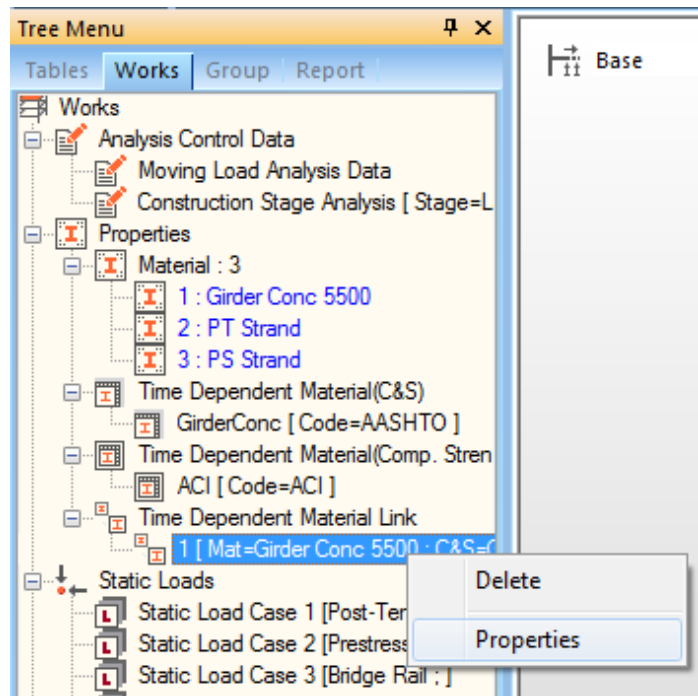 Tree Menu
Tables Works Group Report
Base
Works
Analysis Control Data
Moving Load Analysis Data
Construction Stage Analysis [ Stage=L
Properties
Material : 3
1 : Girder Conc 5500
2 : PT Strand
3 : PS Strand
Time Dependent Material(C&S)
GirderConc [ Code=AASHTO ]
Time Dependent Material(Comp. Stren
ACI [ Code=ACI ]
Time Dependent Material Link
1 [ Mat=Girder Conc 5500 ; C&S=G
Delete
Properties
Static Loads
Static Load Case 1 [Post-Ten
Static Load Case 2 [Prestress
Static Load Case 3 [Bridge Rail ; ]